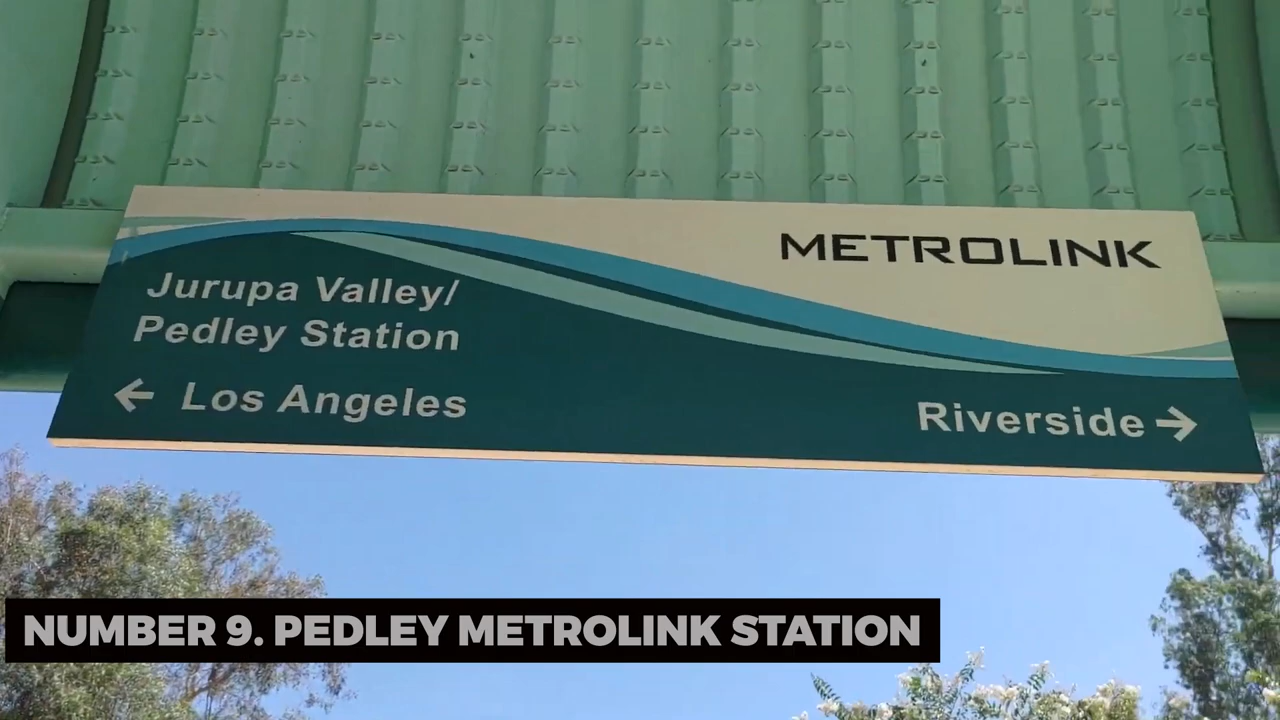 METROLINK
Jurupa Valley/
Pedley Station
← Los Angeles
Riverside →
NUMBER 9. PEDLEY METROLINK STATION